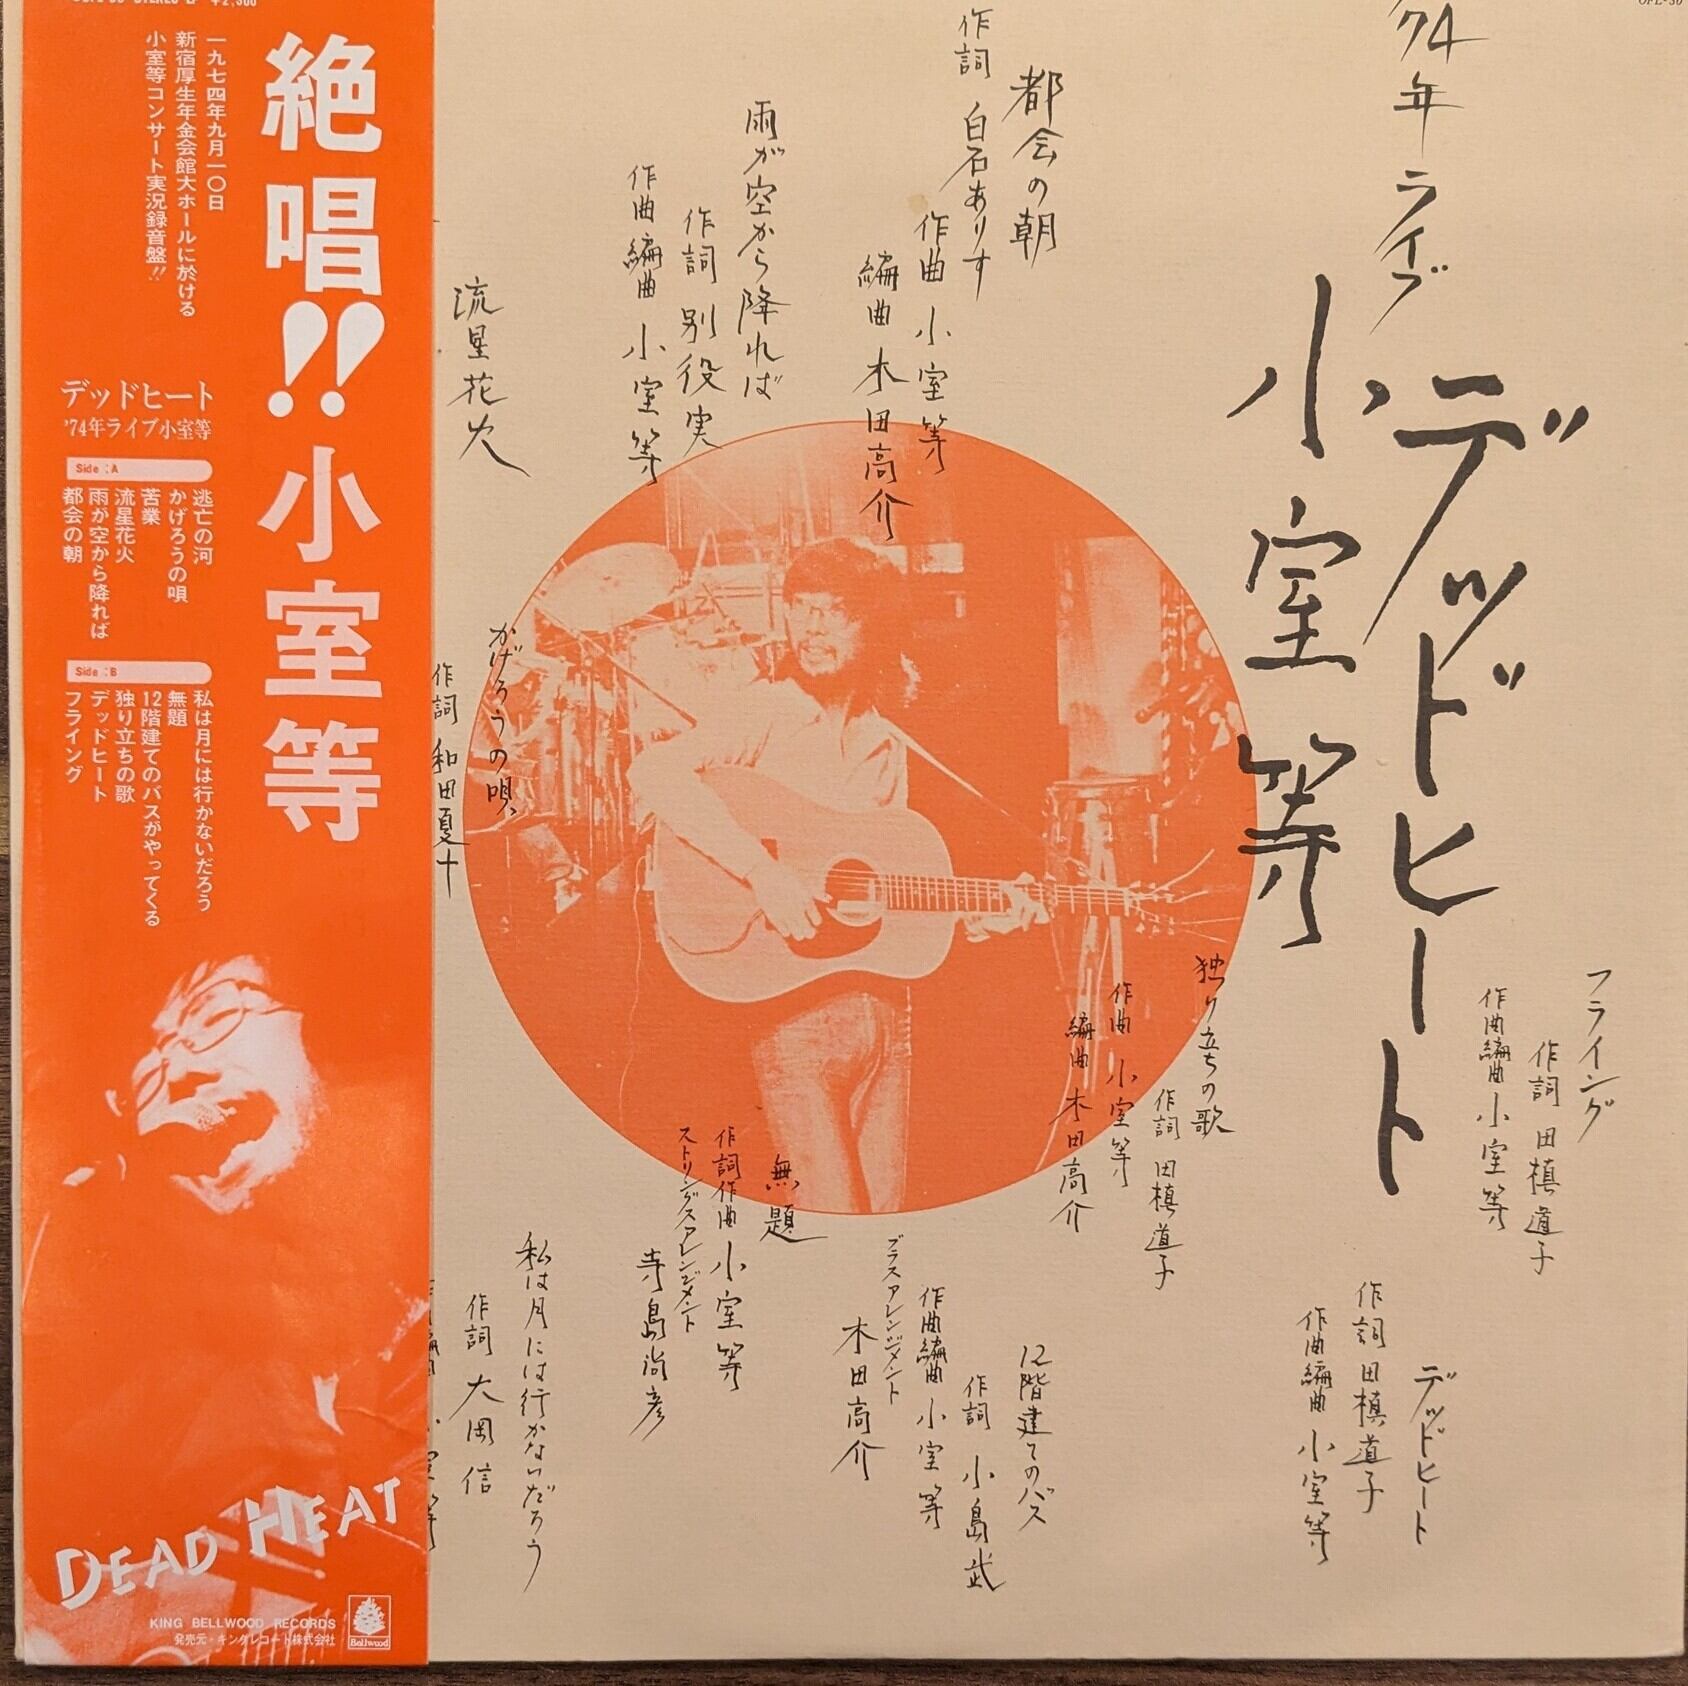 絶唱!!小室等
一九七四年九月一〇日
新宿厚生年金会館大ホールに於ける
小室等コンサート実況録音盤!!
デッドヒート
'74年ライブ小室等
Side:A
逃亡の河
かげろうの唄
苦業
流星花火
雨が空から降れば
都会の朝
Side:B
私は月には行かないだろう
無題
12階建てのバスがやってくる
独り立ちの歌
デッドヒート
フライング
DEAD HEAT
KING BELLWOOD RECORDS
発売元・キングレコード株式会社
Bellwood
74年ライブ
デッドヒート
小室等
都会の朝
作詞 白石ありす
作曲 小室等
編曲 木田高介
雨が空から降れば
作詞 別役実
作曲編曲 小室等
流星花火
かげろうの唄
作詞 和田夏十
フライング
作詞 田槙道子
作曲編曲 小室等
デッドヒート
作詞 田槙道子
作曲編曲 小室等
独り立ちの歌
作詞 田槙道子
作曲 小室等
編曲 木田高介
12階建てのバス
作詞 小島武
作曲編曲 小室等
ブラスアレンジメント
木田高介
無題
作詞作曲 小室等
ストリングスアレンジメント
寺島尚彦
私は月には行かないだろう
作詞 大岡信